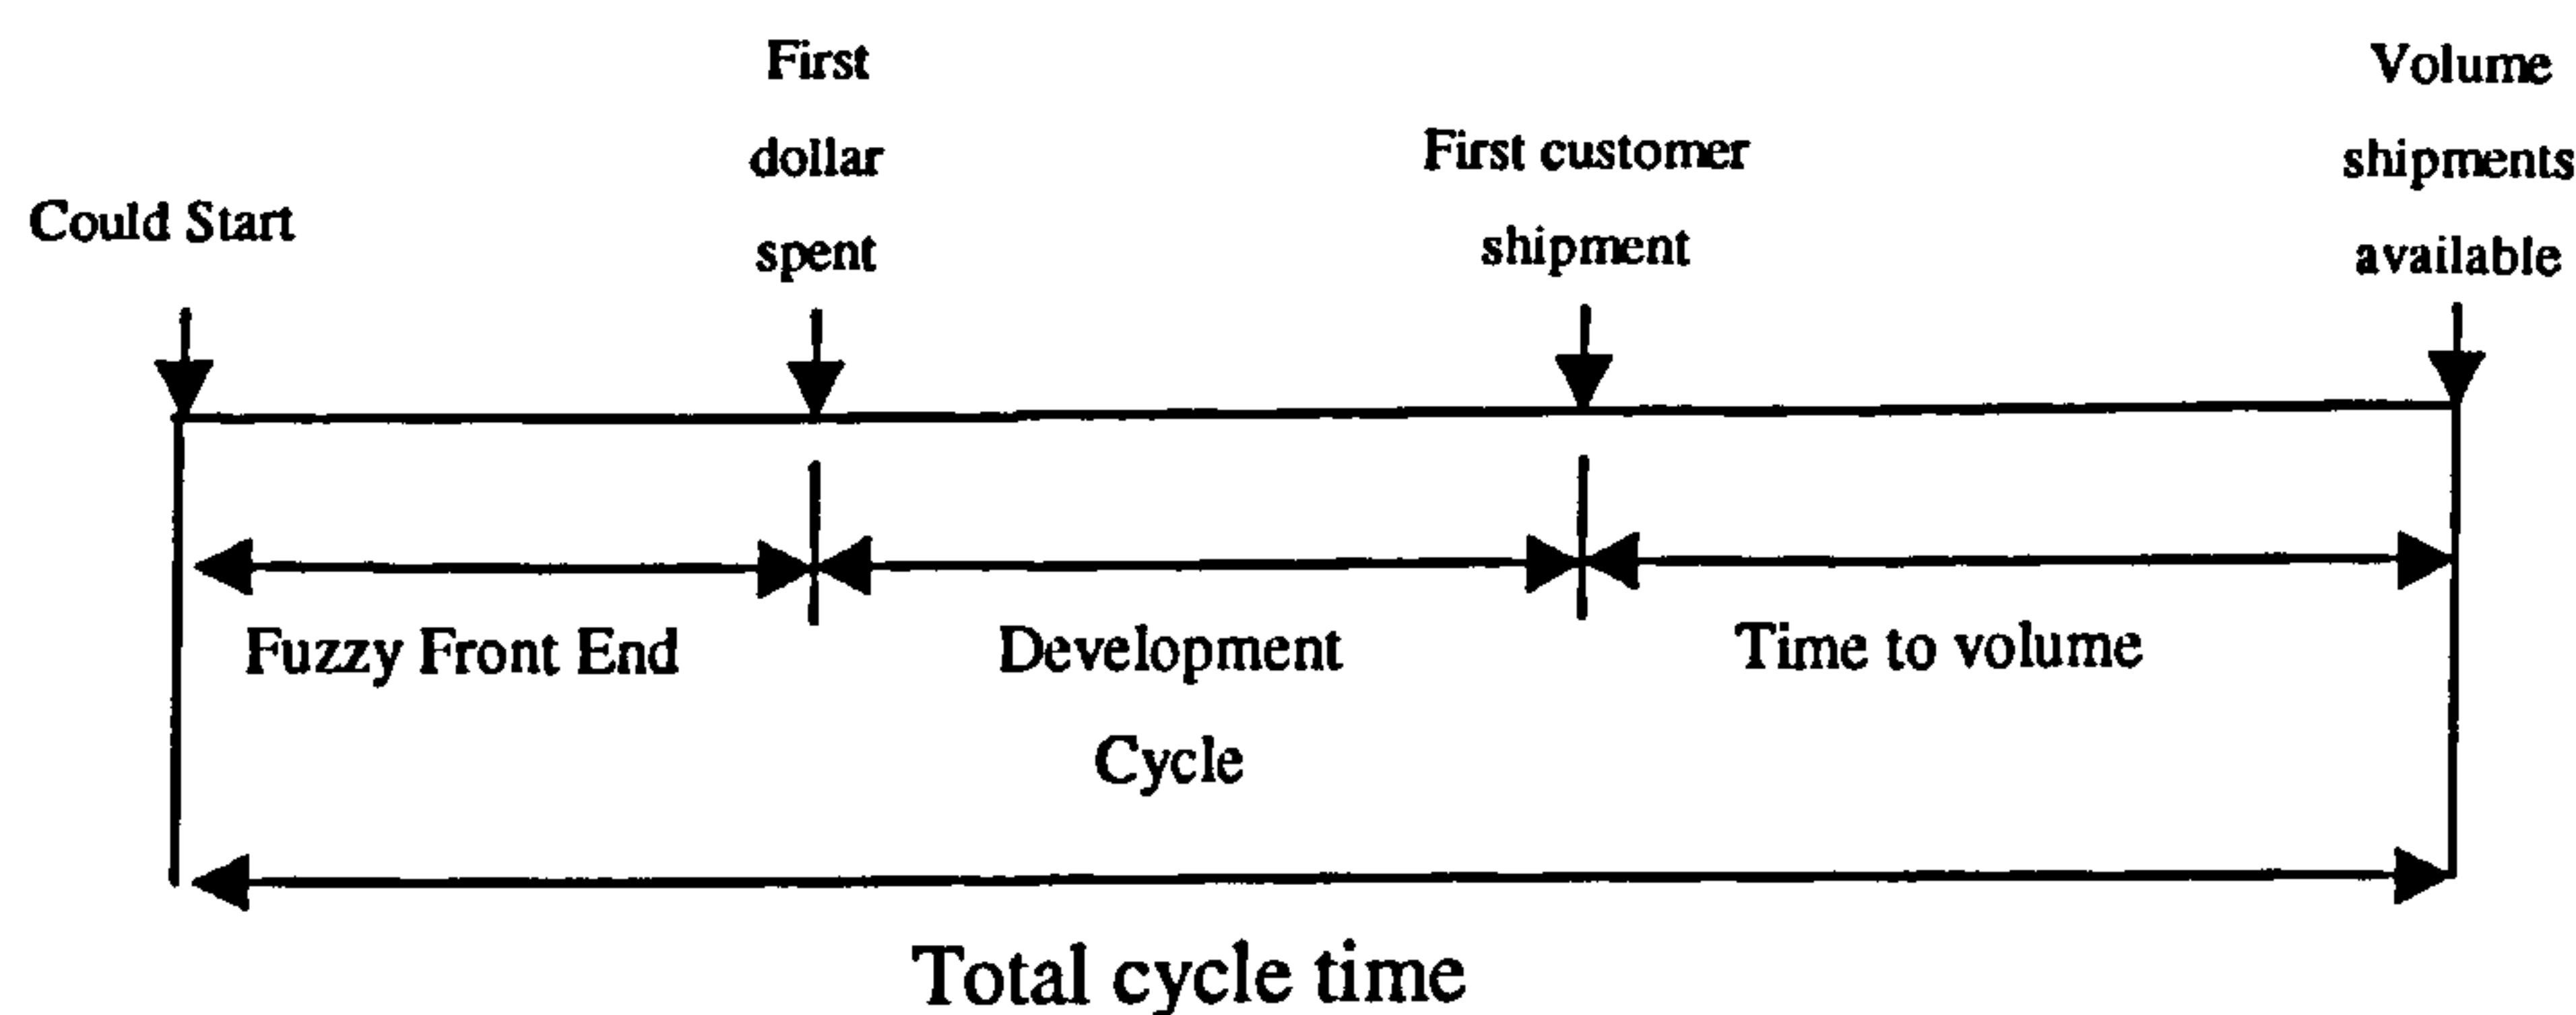 Could Start
First
dollar
spent
First customer
shipment
Volume
shipments
available
Fuzzy Front End
Development
Cycle
Time to volume
Total cycle time